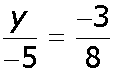 y/-5 = -3/8